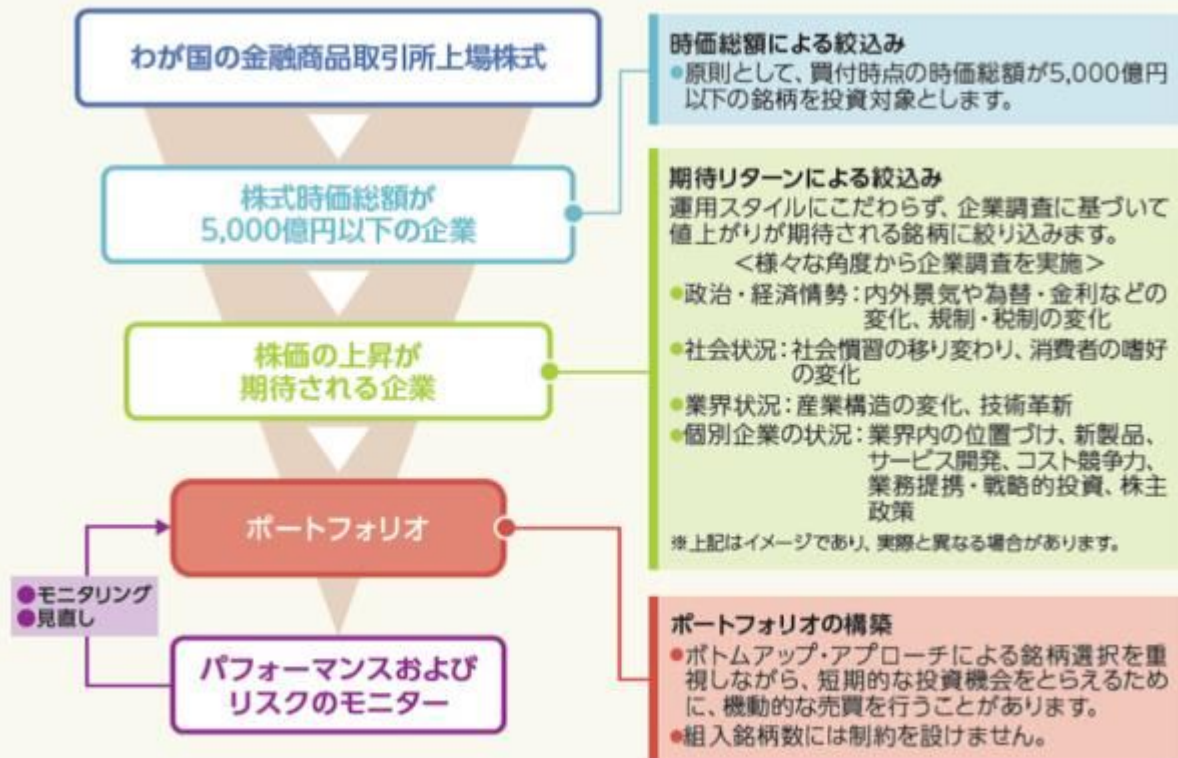 わが国の金融商品取引所上場株式
株式時価総額が
5,000億円以下の企業
株価の上昇が
期待される企業
ポートフォリオ
●モニタリング
●見直し
パフォーマンスおよび
リスクのモニター
時価総額による絞込み
●原則として、買付時点の時価総額が5,000億円
以下の銘柄を投資対象とします。
期待リターンによる絞込み
運用スタイルにこだわらず、企業調査に基づいて
値上がりが期待される銘柄に絞り込みます。
＜様々な角度から企業調査を実施＞
●政治・経済情勢：内外景気や為替・金利などの
変化、規制・税制の変化
●社会状況：社会慣習の移り変わり、消費者の嗜好
の変化
●業界状況：産業構造の変化、技術革新
●個別企業の状況：業界内の位置づけ、新製品、
サービス開発、コスト競争力、
業務提携・戦略的投資、株主
政策
※上記はイメージであり、実際と異なる場合があります。
ポートフォリオの構築
●ボトムアップ・アプローチによる銘柄選択を重
視しながら、短期的な投資機会をとらえるため
に、機動的な売買を行うことがあります。
●組入銘柄数には制約を設けません。